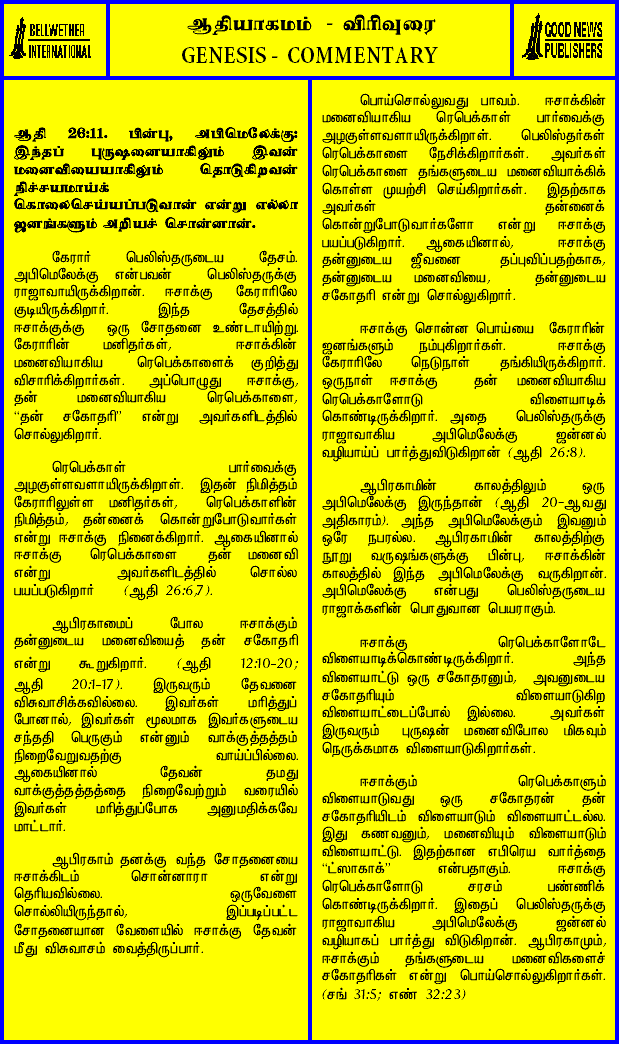 BELLWETHER
INTERNATIONAL
ஆதியாகமம் - விரிவுரை
GENESIS - COMMENTARY
GOOD NEWS
PUBLISHERS
ஆதி 26:11. பின்பு, அபிமெலேக்கு:
இந்தப் புருஷனையாகிலும் இவன்
மனைவியையாகிலும் தொடுகிறவன்
நிச்சயமாய்க்
கொலைசெய்யப்படுவான் என்று எல்லா
ஜனங்களும் அறியச் சொன்னான்.
கேரார் பெலிஸ்தருடைய தேசம்.
அபிமெலேக்கு என்பவன் பெலிஸ்தருக்கு
ராஜாவாயிருக்கிறான். ஈசாக்கு கேராரிலே
குடியிருக்கிறார். இந்த தேசத்தில்
ஈசாக்குக்கு ஒரு சோதனை உண்டாயிற்று.
கேராரின் மனிதர்கள், ஈசாக்கின்
மனைவியாகிய ரெபெக்காளைக் குறித்து
விசாரிக்கிறார்கள். அப்பொழுது ஈசாக்கு,
தன் மனைவியாகிய ரெபெக்காளை,
“தன் சகோதரி” என்று அவர்களிடத்தில்
சொல்லுகிறார்.
ரெபெக்காள் பார்வைக்கு
அழகுள்ளவளாயிருக்கிறாள். இதன் நிமித்தம்
கேராரிலுள்ள மனிதர்கள், ரெபெக்காளின்
நிமித்தம், தன்னைக் கொன்றுபோடுவார்கள்
என்று ஈசாக்கு நினைக்கிறார். ஆகையினால்
ஈசாக்கு ரெபெக்காளை தன் மனைவி
என்று அவர்களிடத்தில் சொல்ல
பயப்படுகிறார் (ஆதி 26:6,7).
ஆபிரகாமைப் போல ஈசாக்கும்
தன்னுடைய மனைவியைத் தன் சகோதரி
என்று கூறுகிறார். (ஆதி 12:10-20;
ஆதி 20:1-17). இருவரும் தேவனை
விசுவாசிக்கவில்லை. இவர்கள் மரித்துப்
போனால், இவர்கள் மூலமாக இவர்களுடைய
சந்ததி பெருகும் என்னும் வாக்குத்தத்தம்
நிறைவேறுவதற்கு வாய்ப்பில்லை.
ஆகையினால் தேவன் தமது
வாக்குத்தத்தத்தை நிறைவேற்றும் வரையில்
இவர்கள் மரித்துப்போக அனுமதிக்கவே
மாட்டார்.
ஆபிரகாம் தனக்கு வந்த சோதனையை
ஈசாக்கிடம் சொன்னாரா என்று
தெரியவில்லை. ஒருவேளை
சொல்லியிருந்தால், இப்படிப்பட்ட
சோதனையான வேளையில் ஈசாக்கு தேவன்
மீது விசுவாசம் வைத்திருப்பார்.
பொய்சொல்லுவது பாவம். ஈசாக்கின்
மனைவியாகிய ரெபெக்காள் பார்வைக்கு
அழகுள்ளவளாயிருக்கிறாள். பெலிஸ்தர்கள்
ரெபெக்காளை நேசிக்கிறார்கள். அவர்கள்
ரெபெக்காளை தங்களுடைய மனைவியாக்கிக்
கொள்ள முயற்சி செய்கிறார்கள். இதற்காக
அவர்கள் தன்னைக்
கொன்றுபோடுவார்களோ என்று ஈசாக்கு
பயப்படுகிறார். ஆகையினால், ஈசாக்கு
தன்னுடைய ஜீவனை தப்புவிப்பதற்காக,
தன்னுடைய மனைவியை, தன்னுடைய
சகோதரி என்று சொல்லுகிறார்.
ஈசாக்கு சொன்ன பொய்யை கேராரின்
ஜனங்களும் நம்புகிறார்கள். ஈசாக்கு
கேராரிலே நெடுநாள் தங்கியிருக்கிறார்.
ஒருநாள் ஈசாக்கு தன் மனைவியாகிய
ரெபெக்காளோடு விளையாடிக்
கொண்டிருக்கிறார். அதை பெலிஸ்தருக்கு
ராஜாவாகிய அபிமெலேக்கு ஜன்னல்
வழியாய்ப் பார்த்துவிடுகிறான் (ஆதி 26:8).
ஆபிரகாமின் காலத்திலும் ஒரு
அபிமெலேக்கு இருந்தான் (ஆதி 20-ஆவது
அதிகாரம்). அந்த அபிமெலேக்கும் இவனும்
ஒரே நபரல்ல. ஆபிரகாமின் காலத்திற்கு
நூறு வருஷங்களுக்கு பின்பு, ஈசாக்கின்
காலத்தில் இந்த அபிமெலேக்கு வருகிறான்.
அபிமெலேக்கு என்பது பெலிஸ்தருடைய
ராஜாக்களின் பொதுவான பெயராகும்.
ஈசாக்கு ரெபெக்காளோடே
விளையாடிக்கொண்டிருக்கிறார். அந்த
விளையாட்டு ஒரு சகோதரனும், அவனுடைய
சகோதரியும் விளையாடுகிற
விளையாட்டைப்போல் இல்லை. அவர்கள்
இருவரும் புருஷன் மனைவிபோல மிகவும்
நெருக்கமாக விளையாடுகிறார்கள்.
ஈசாக்கும் ரெபெக்காளும்
விளையாடுவது ஒரு சகோதரன் தன்
சகோதரியிடம் விளையாடும் விளையாட்டல்ல.
இது கணவனும், மனைவியும் விளையாடும்
விளையாட்டு. இதற்கான எபிரெய வார்த்தை
“ட்ஸாகாக்” என்பதாகும். ஈசாக்கு
ரெபெக்காளோடு சரசம் பண்ணிக்
கொண்டிருக்கிறார். இதைப் பெலிஸ்தருக்கு
ராஜாவாகிய அபிமெலேக்கு ஜன்னல்
வழியாகப் பார்த்து விடுகிறான். ஆபிரகாமும்,
ஈசாக்கும் தங்களுடைய மனைவிகளைச்
சகோதரிகள் என்று பொய்சொல்லுகிறார்கள்.
(சங் 31:5; எண் 32:23)